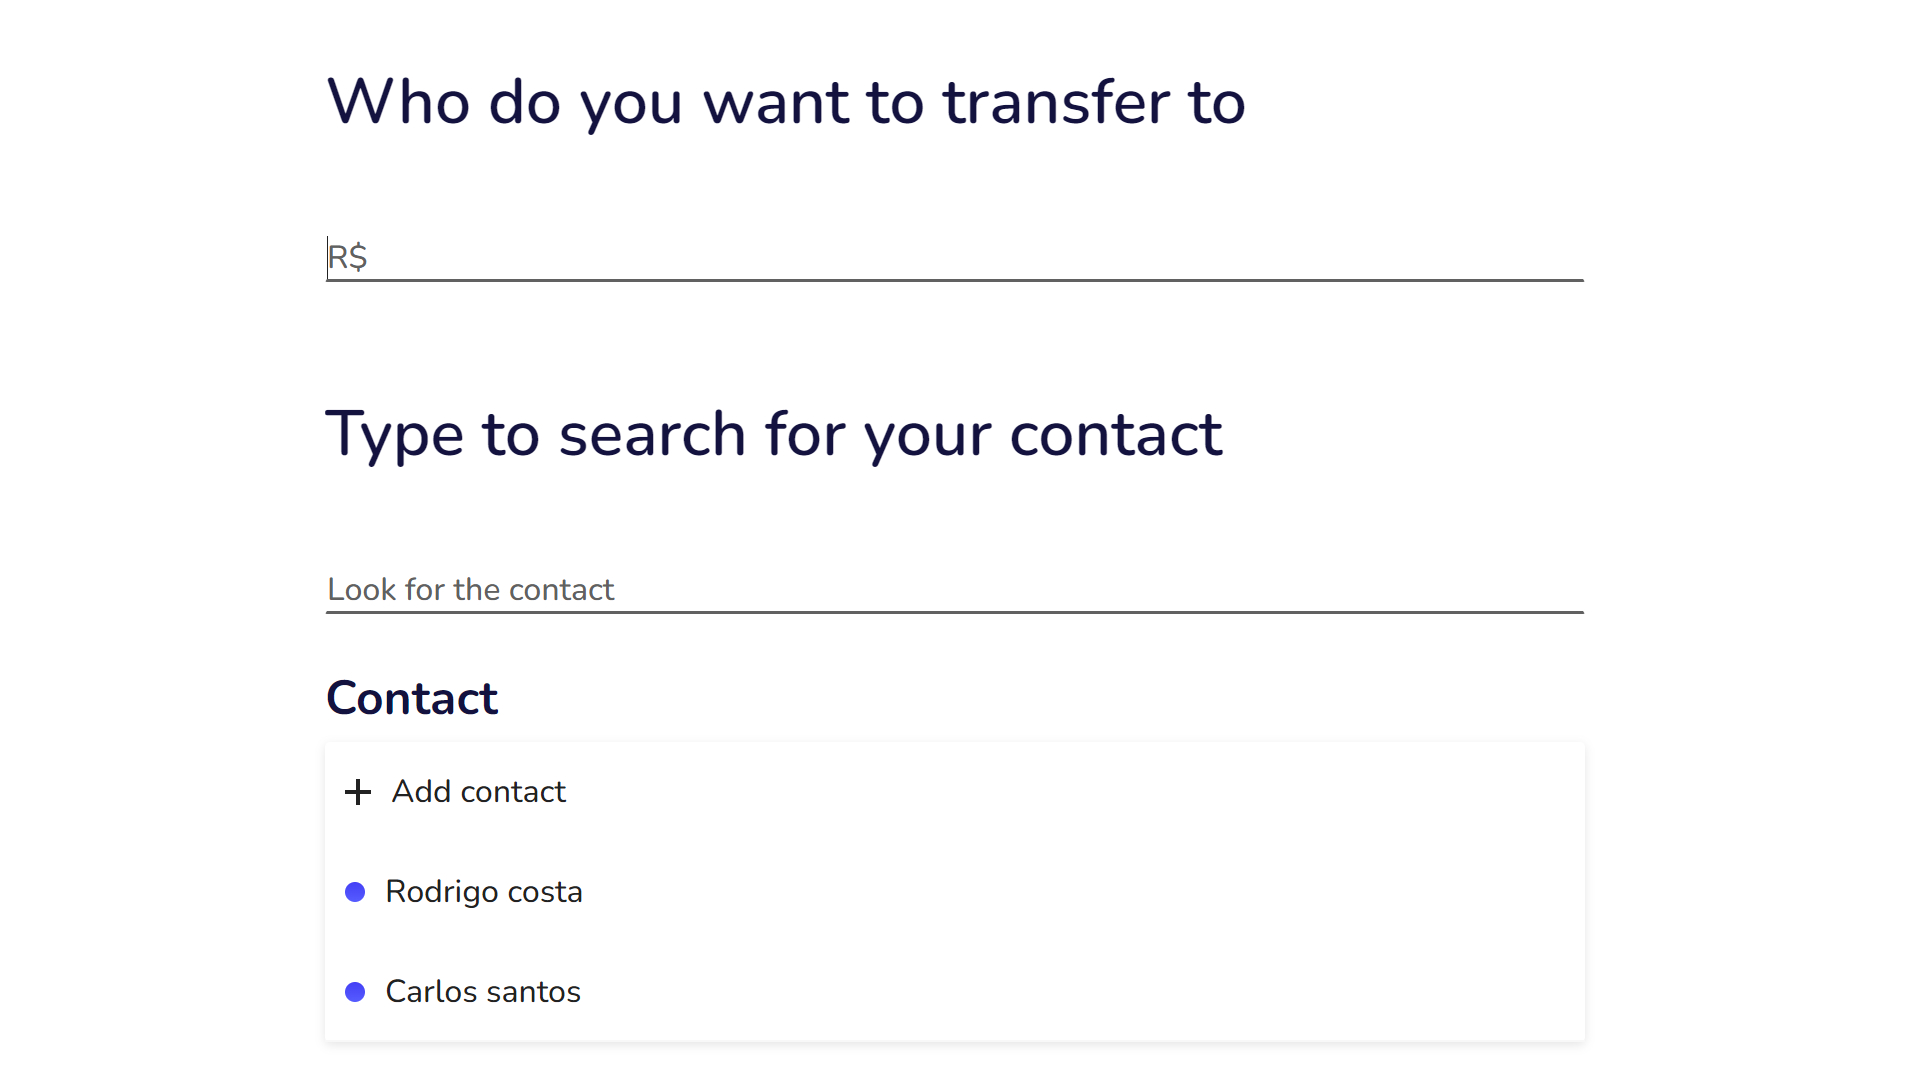 Who do you want to transfer to
R$
Type to search for your contact
Look for the contact
Contact
Add contact
Rodrigo costa
Carlos santos